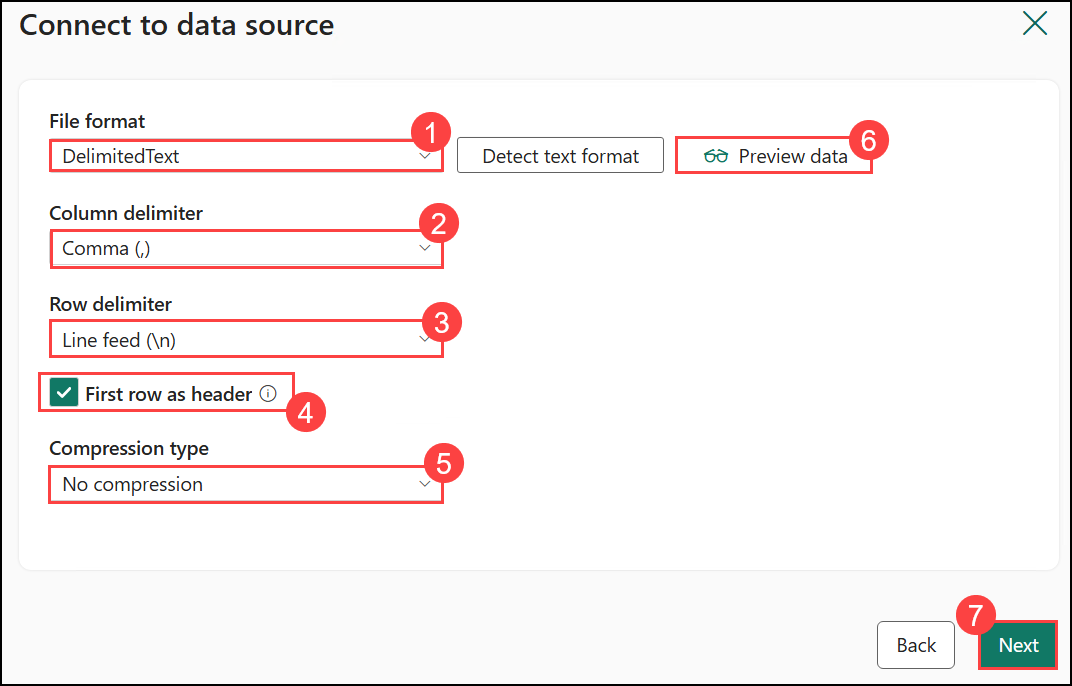 Connect to data source
File format
1
DelimitedText
Detect text format
Preview data
6
Column delimiter
2
Comma (,)
Row delimiter
3
Line feed (\n)
First row as header
4
Compression type
5
No compression
7
Back
Next